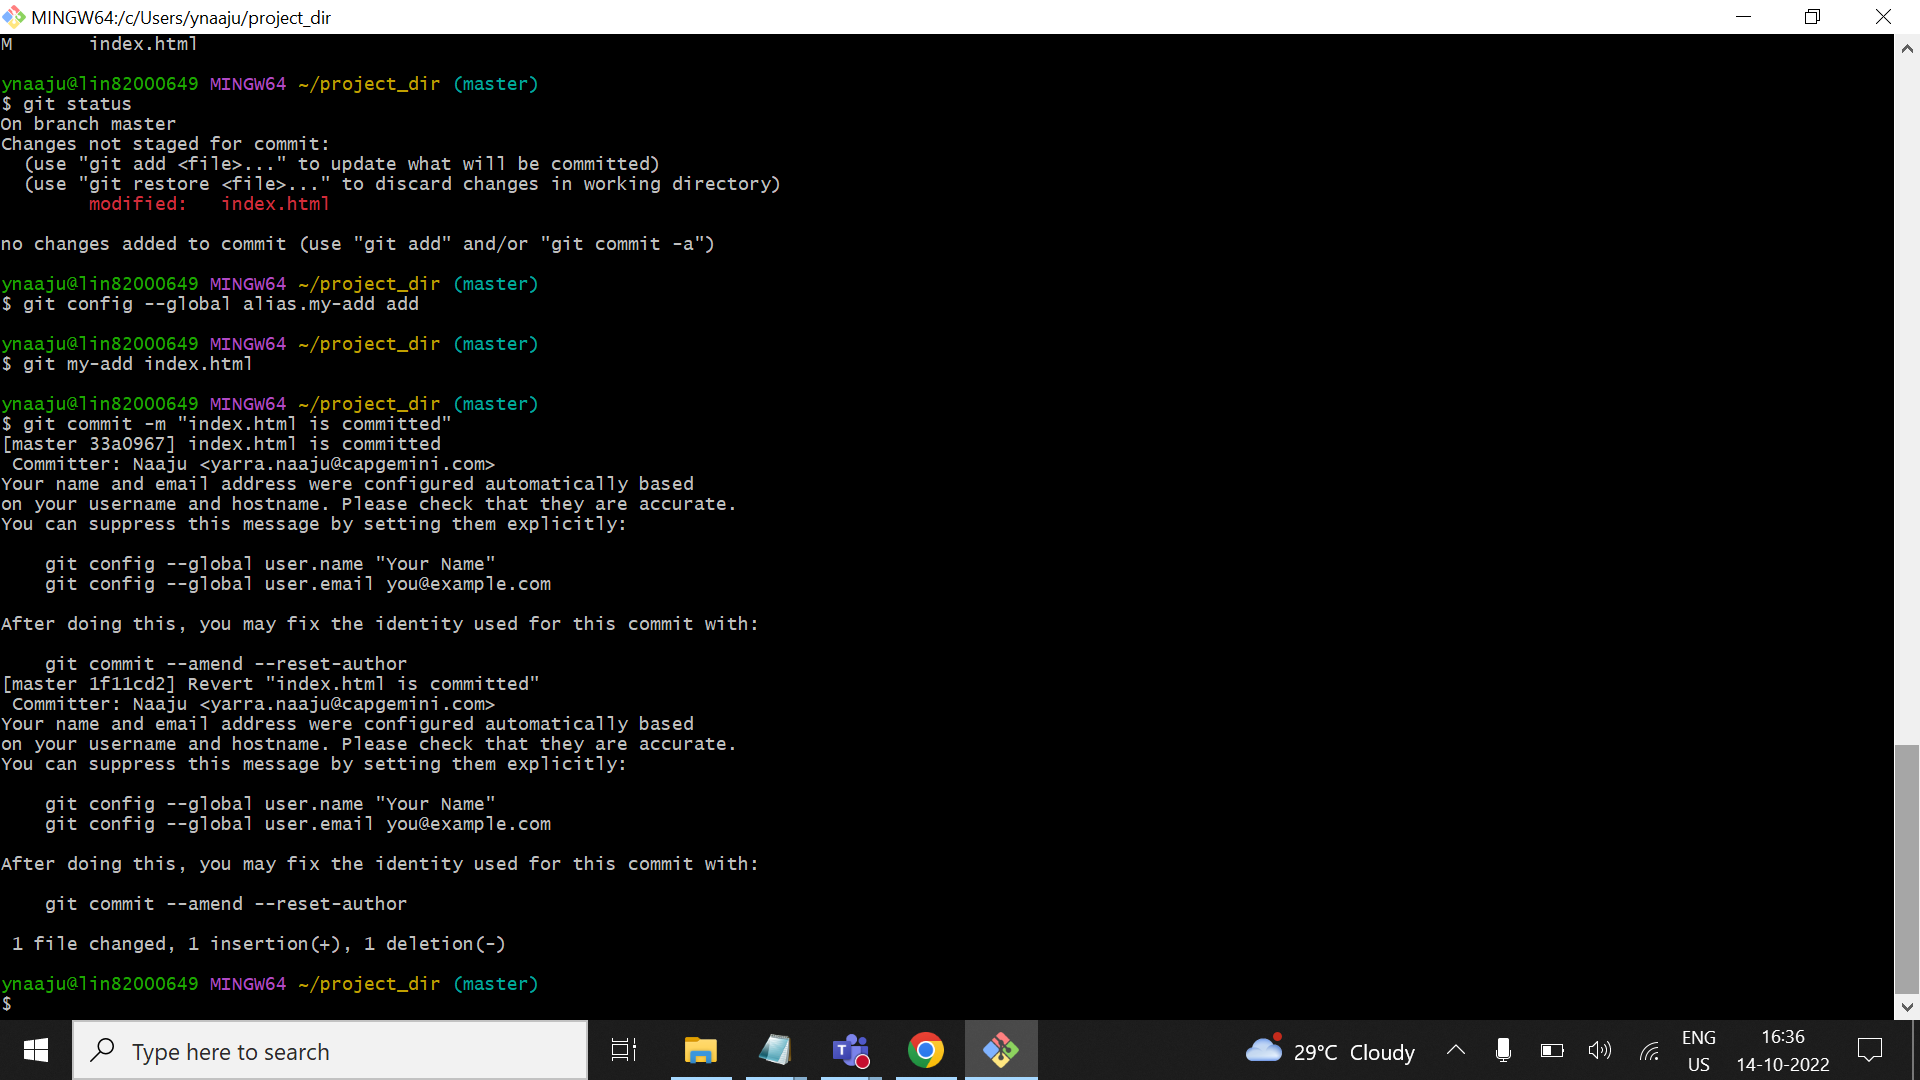 MINGW64:/c/Users/ynaaju/project_dir
M       index.html
ynaaju@lin82000649 MINGW64 ~/project_dir (master)
$ git status
On branch master
Changes not staged for commit:
  (use "git add <file>..." to update what will be committed)
  (use "git restore <file>..." to discard changes in working directory)
        modified:   index.html
no changes added to commit (use "git add" and/or "git commit -a")
ynaaju@lin82000649 MINGW64 ~/project_dir (master)
$ git config --global alias.my-add add
ynaaju@lin82000649 MINGW64 ~/project_dir (master)
$ git my-add index.html
ynaaju@lin82000649 MINGW64 ~/project_dir (master)
$ git commit -m "index.html is committed"
[master 33a0967] index.html is committed
 Committer: Naaju <yarra.naaju@capgemini.com>
Your name and email address were configured automatically based
on your username and hostname. Please check that they are accurate.
You can suppress this message by setting them explicitly:
    git config --global user.name "Your Name"
    git config --global user.email you@example.com
After doing this, you may fix the identity used for this commit with:
    git commit --amend --reset-author
[master 1f11cd2] Revert "index.html is committed"
 Committer: Naaju <yarra.naaju@capgemini.com>
Your name and email address were configured automatically based
on your username and hostname. Please check that they are accurate.
You can suppress this message by setting them explicitly:
    git config --global user.name "Your Name"
    git config --global user.email you@example.com
After doing this, you may fix the identity used for this commit with:
    git commit --amend --reset-author
 1 file changed, 1 insertion(+), 1 deletion(-)
ynaaju@lin82000649 MINGW64 ~/project_dir (master)
$
Type here to search
T
29°C Cloudy
ENG
US
16:36
14-10-2022